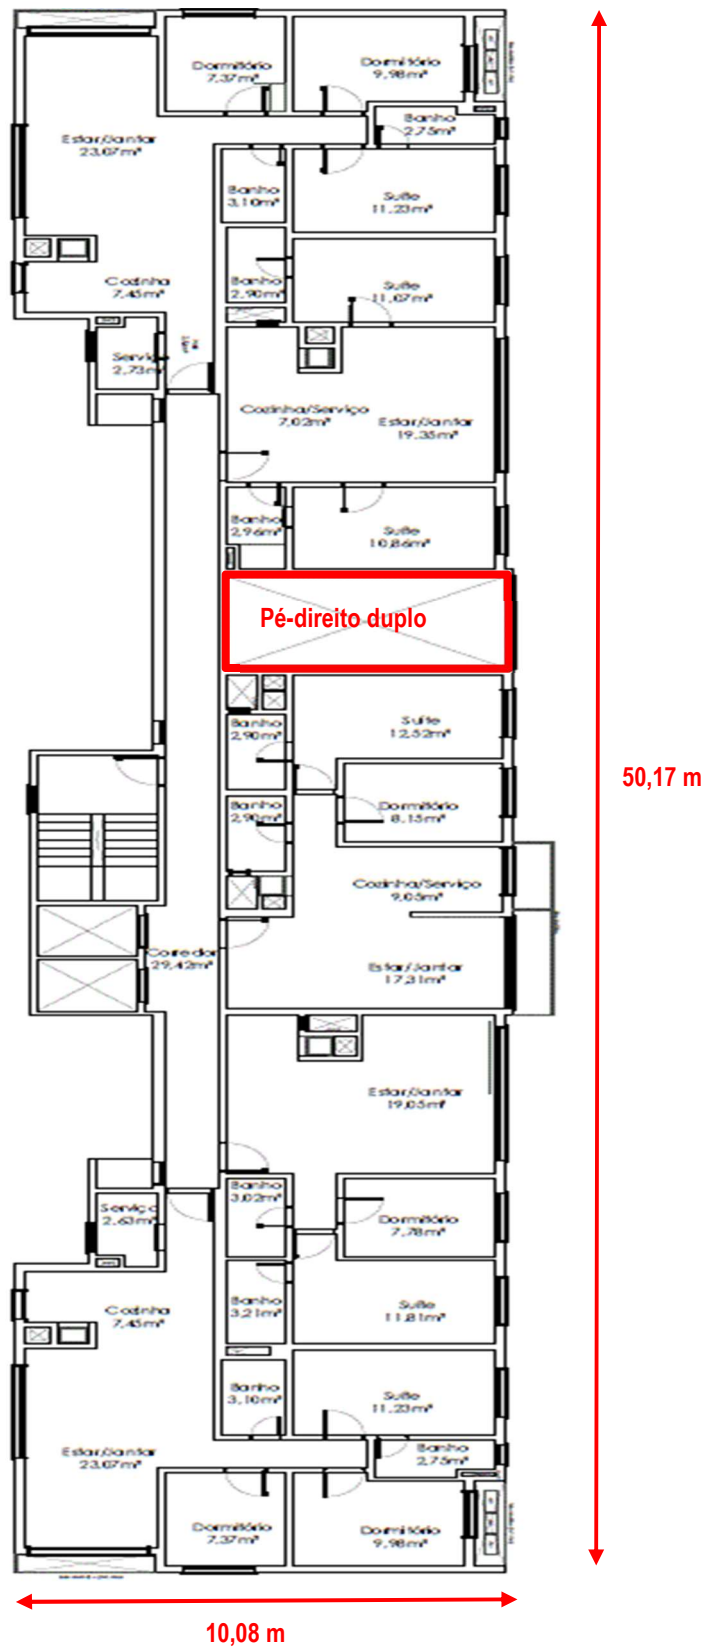 Dormitório
7,37m²
Dormitório
9,98m²
Banho
2,75m²
Estar/Jantar
23,07m²
Banho
3,10m²
Suíte
11,23m²
Banho
2,90m²
Suíte
11,07m²
Cozinha
7,45m²
Serviço
2,73m²
Cozinha/Serviço
7,02m²
Estar/Jantar
19,35m²
Banho
2,96m²
Suíte
10,86m²
Pé-direito duplo
Banho
2,90m²
Suíte
12,52m²
50,17 m
Banho
2,90m²
Dormitório
8,15m²
Cozinha/Serviço
9,05m²
Corredor
29,42m²
Estar/Jantar
17,31m²
Estar/Jantar
19,05m²
Banho
3,02m²
Serviço
2,63m²
Dormitório
7,78m²
Banho
3,21m²
Suíte
11,81m²
Cozinha
7,45m²
Banho
3,10m²
Suíte
11,23m²
Estar/Jantar
23,07m²
Banho
2,75m²
Dormitório
7,37m²
Dormitório
9,98m²
10,08 m